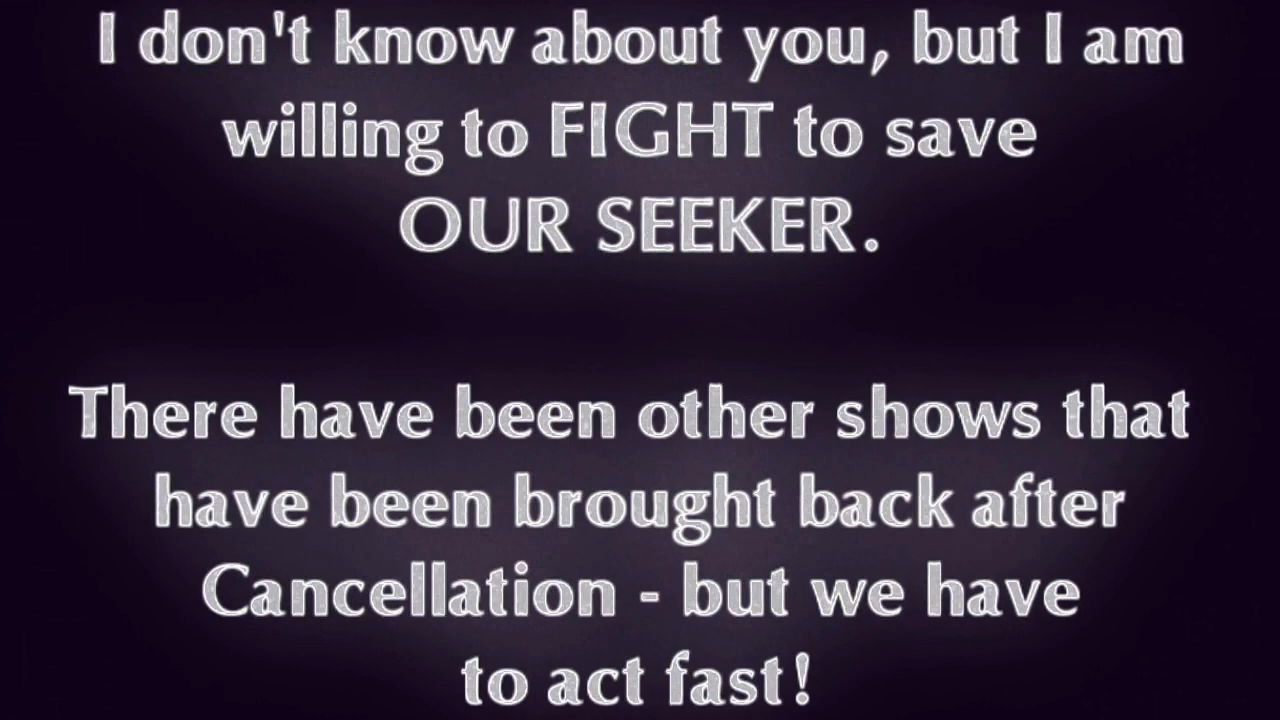 I don't know about you, but I am
willing to FIGHT to save
OUR SEEKER.
There have been other shows that
have been brought back after
Cancellation - but we have
to act fast!